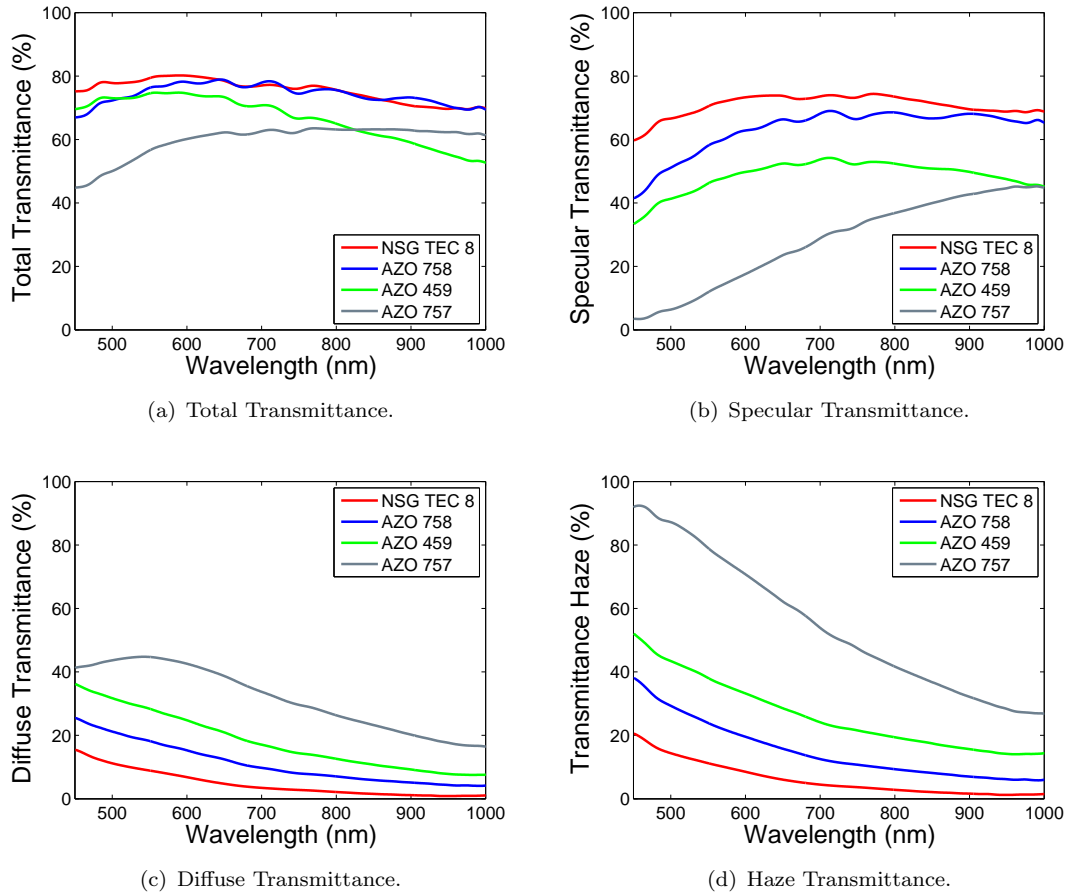 100
80
60
40
20
0
Total Transmittance (%)
NSG TEC 8
AZO 758
AZO 459
AZO 757
500 600 700 800 900 1000
Wavelength (nm)
(a) Total Transmittance.
100
80
60
40
20
0
Specular Transmittance (%)
NSG TEC 8
AZO 758
AZO 459
AZO 757
500 600 700 800 900 1000
Wavelength (nm)
(b) Specular Transmittance.
100
80
60
40
20
0
Diffuse Transmittance (%)
NSG TEC 8
AZO 758
AZO 459
AZO 757
500 600 700 800 900 1000
Wavelength (nm)
(c) Diffuse Transmittance.
100
80
60
40
20
0
Transmittance Haze (%)
NSG TEC 8
AZO 758
AZO 459
AZO 757
500 600 700 800 900 1000
Wavelength (nm)
(d) Haze Transmittance.